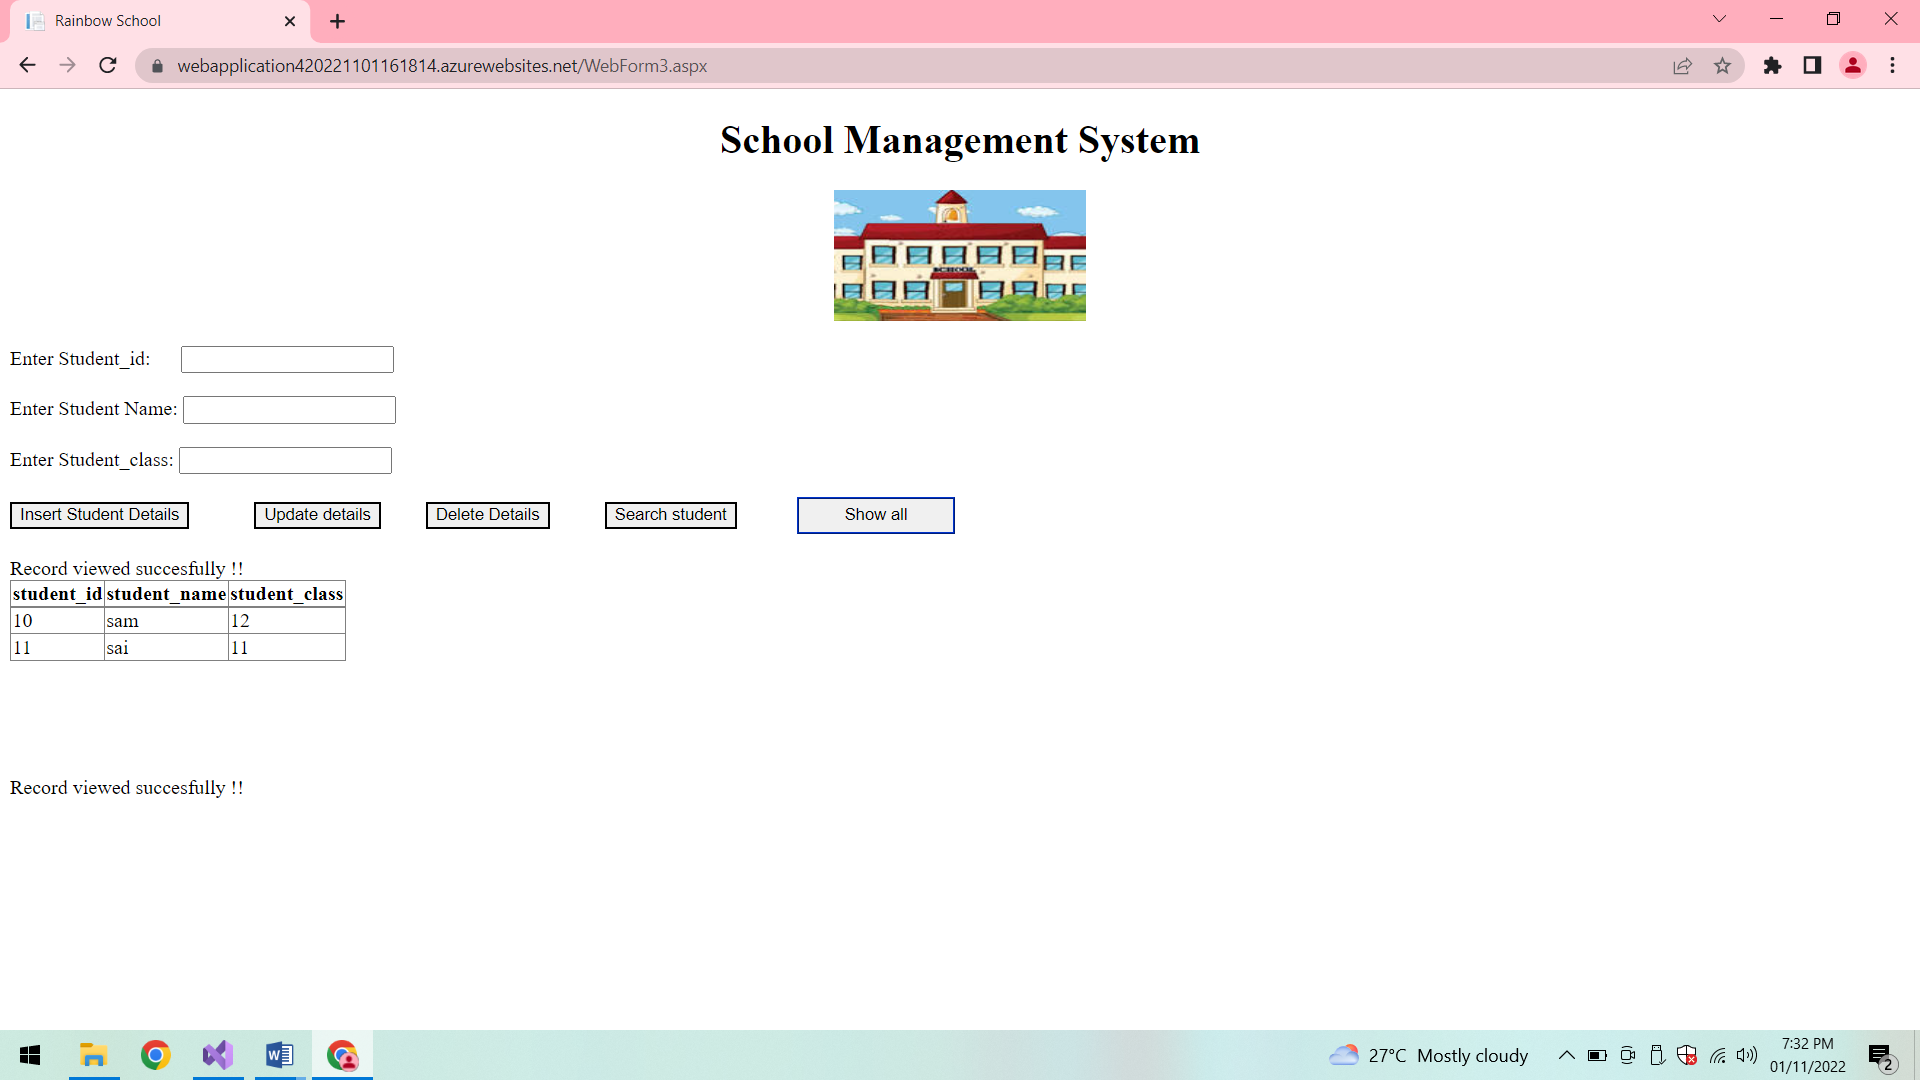 Rainbow School
webapplication420221101161814.azurewebsites.net/WebForm3.aspx
School Management System
SCHOOL
Enter Student_id:
Enter Student Name:
Enter Student_class:
Insert Student Details Update details Delete Details Search student Show all
Record viewed succesfully !!
student_id student_name student_class
10 sam 12
11 sai 11
Record viewed succesfully !!
27°C Mostly cloudy
7:32 PM
01/11/2022
2